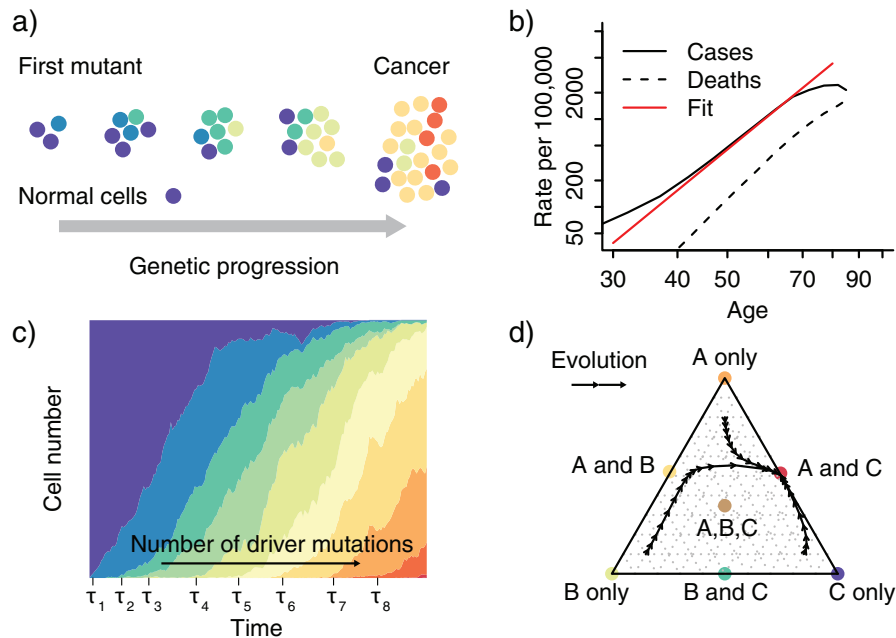 a)
First mutant
Cancer
Normal cells
Genetic progression
b)
Cases
Deaths
Fit
Rate per 100,000
50
200
2000
30
40
50
70
90
Age
c)
Cell number
Number of driver mutations
τ1 τ2 τ3 τ4 τ5 τ6 τ7 τ8
Time
d)
Evolution
A only
A and B
A and C
A,B,C
B only
B and C
C only